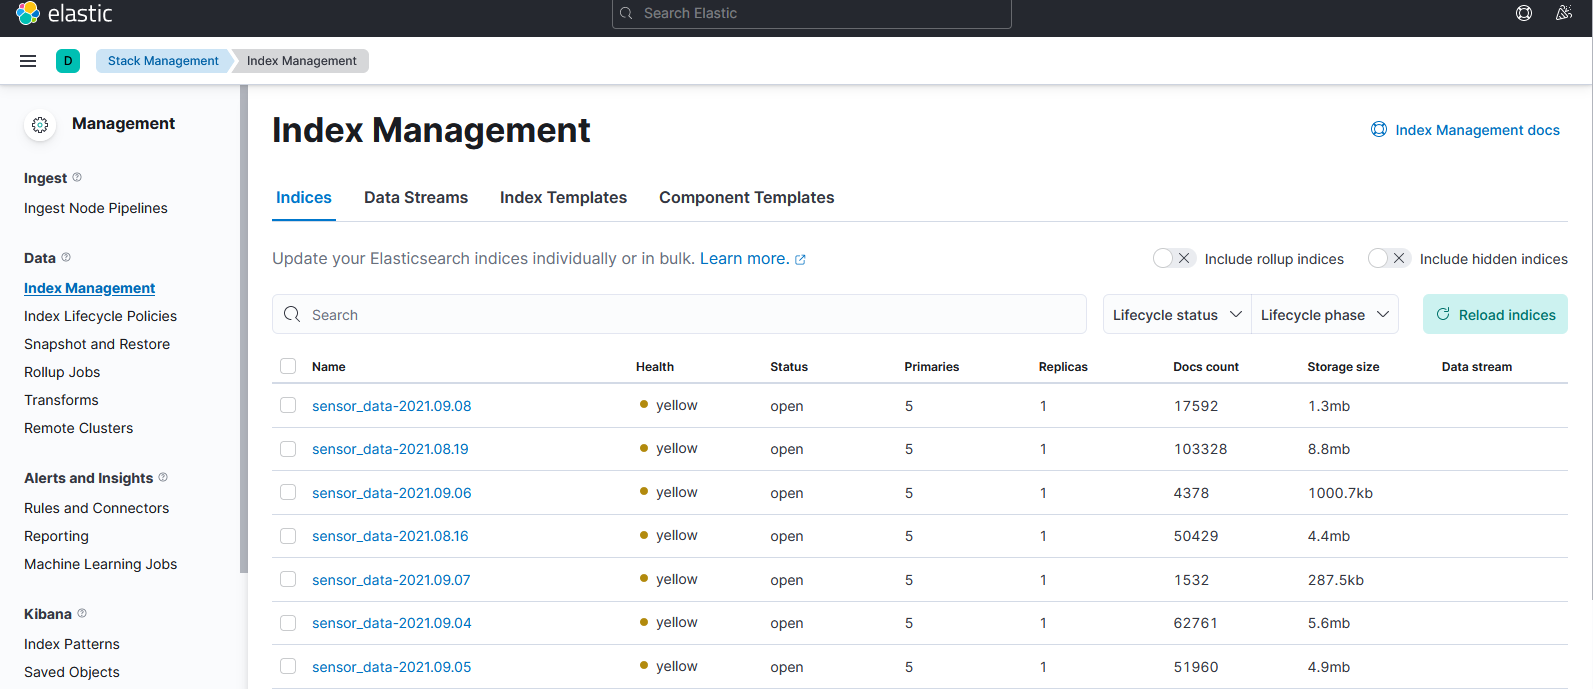 elastic
Search Elastic
D
Stack Management
Index Management
Management
Ingest
Ingest Node Pipelines
Data
Index Management
Index Lifecycle Policies
Snapshot and Restore
Rollup Jobs
Transforms
Remote Clusters
Alerts and Insights
Rules and Connectors
Reporting
Machine Learning Jobs
Kibana
Index Patterns
Saved Objects
Index Management
Index Management docs
Indices Data Streams Index Templates Component Templates
Update your Elasticsearch indices individually or in bulk. Learn more.
Include rollup indices
Include hidden indices
Search
Lifecycle status
Lifecycle phase
Reload indices
Name Health Status Primaries Replicas Docs count Storage size Data stream
sensor_data-2021.09.08 yellow open 5 1 17592 1.3mb
sensor_data-2021.08.19 yellow open 5 1 103328 8.8mb
sensor_data-2021.09.06 yellow open 5 1 4378 1000.7kb
sensor_data-2021.08.16 yellow open 5 1 50429 4.4mb
sensor_data-2021.09.07 yellow open 5 1 1532 287.5kb
sensor_data-2021.09.04 yellow open 5 1 62761 5.6mb
sensor_data-2021.09.05 yellow open 5 1 51960 4.9mb